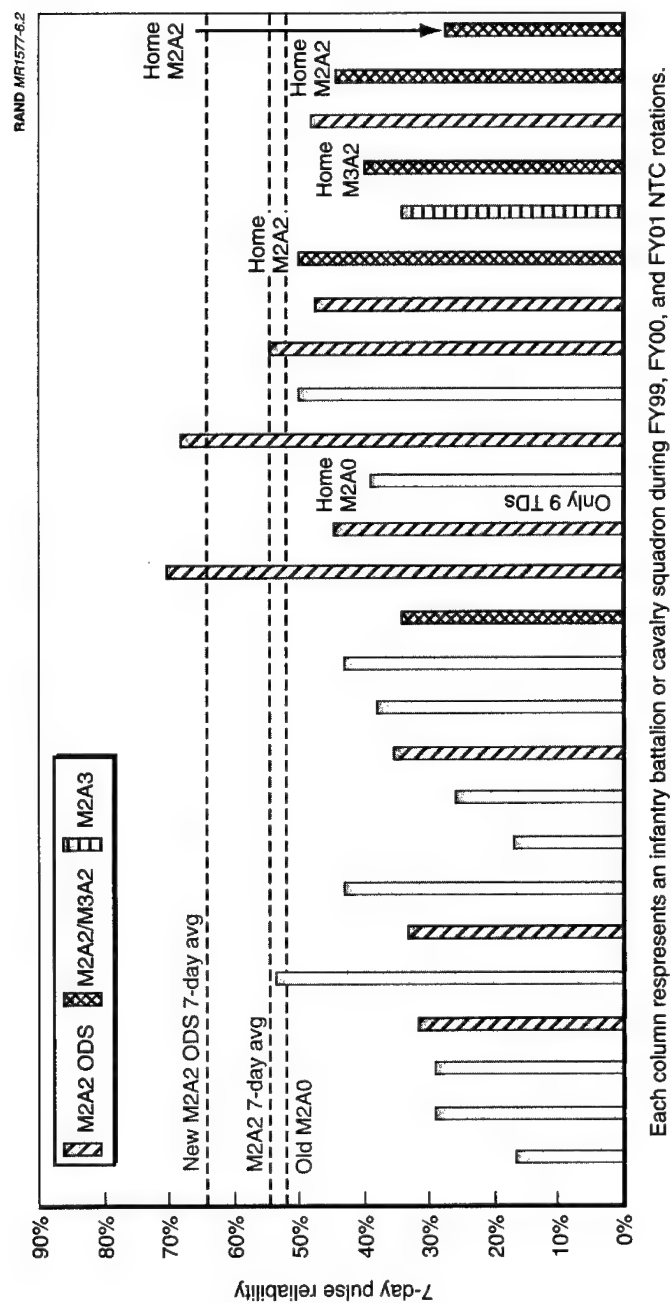 RAND MR1577-6.2
M2A2 ODS
M2A2/M3A2
M2A3
90%
80%
70%
60%
50%
40%
30%
20%
10%
0%
7-day pulse reliability
New M2A2 ODS 7-day avg
M2A2 7-day avg
Old M2A0
Home
M2A0
Only 9 TDs
Home
M2A2
Home
M3A2
Home
M2A2
Home
M2A2
Each column respresents an infantry battalion or cavalry squadron during FY99, FY00, and FY01 NTC rotations.